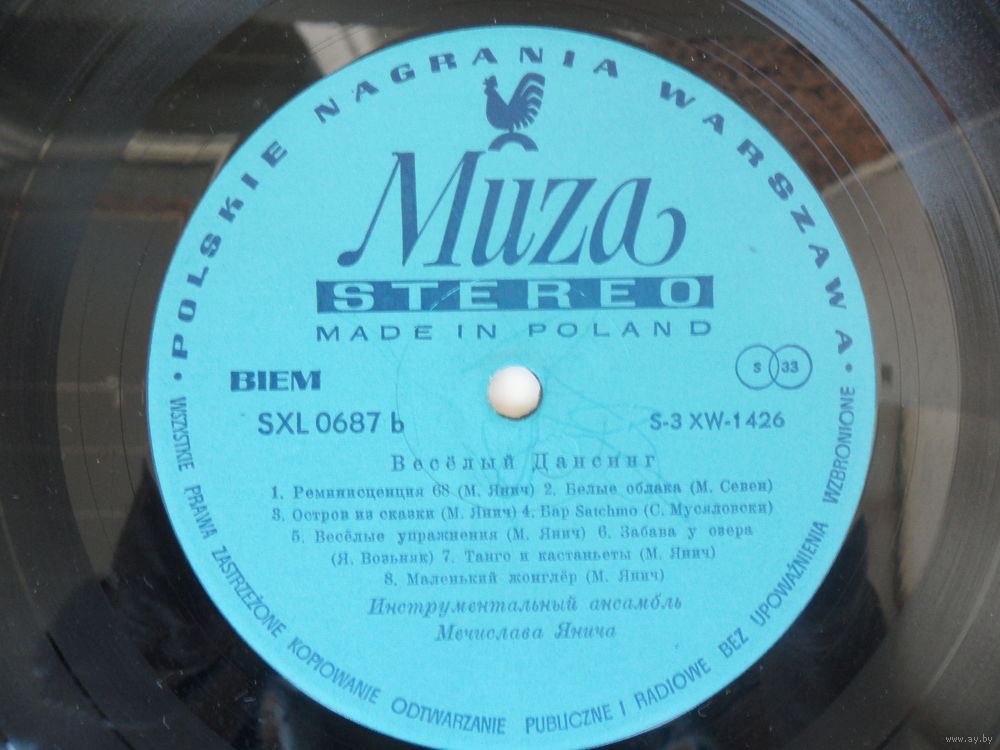 POLSKIE NAGRANIA WARSZAWA
Muza
STEREO
MADE IN POLAND
BIEM
S 33
SXL 0687 b
S-3 XW-1426
Весёлый Дансинг
1. Реминисценция 68 (М. Янич) 2. Белые облака (М. Севен)
3. Остров из сказки (М. Янич) 4. Бар Satchmo (С. Мусяловски)
5. Весёлые упражнения (М. Янич) 6. Забава у озера
(Я. Возьняк) 7. Танго и кастаньеты (М. Янич)
8. Маленький жонглёр (М. Янич)
Инструментальный ансамбль
Мечислава Янича
• WSZYSTKIE PRAWA ZASTRZEŻONE KOPIOWANIE ODTWARZANIE PUBLICZNE I RADIOWE BEZ UPOWAŻNIENIA WZBRONIONE •
www.ay.by